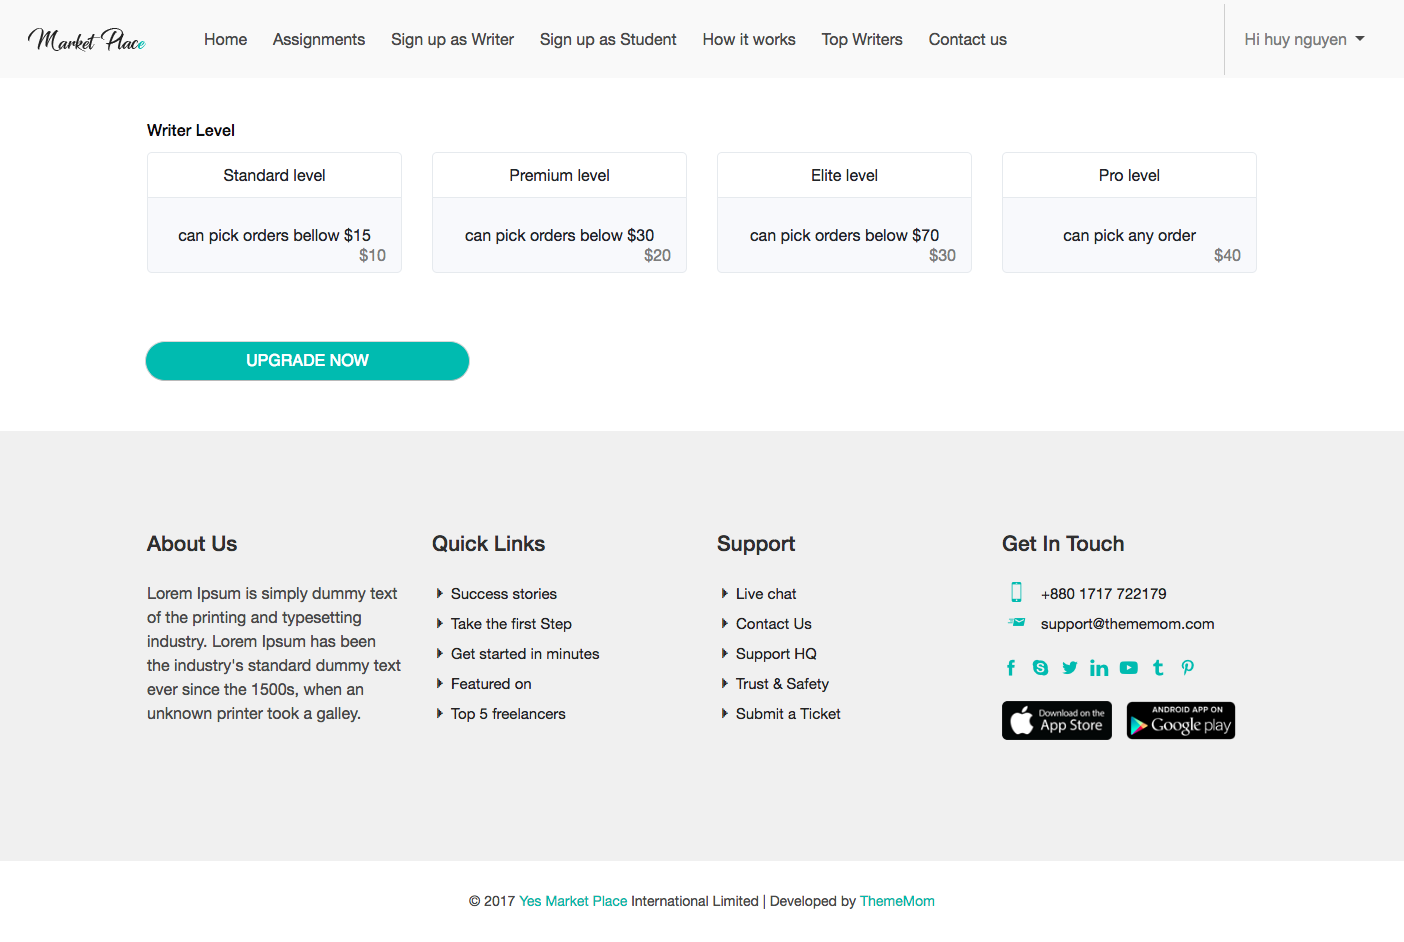 Market Place
Home Assignments Sign up as Writer Sign up as Student How it works Top Writers Contact us Hi huy nguyen
Writer Level
Standard level
can pick orders bellow $15
$10
Premium level
can pick orders below $30
$20
Elite level
can pick orders below $70
$30
Pro level
can pick any order
$40
UPGRADE NOW
About Us
Lorem Ipsum is simply dummy text
of the printing and typesetting
industry. Lorem Ipsum has been
the industry's standard dummy text
ever since the 1500s, when an
unknown printer took a galley.
Quick Links
Success stories
Take the first Step
Get started in minutes
Featured on
Top 5 freelancers
Support
Live chat
Contact Us
Support HQ
Trust & Safety
Submit a Ticket
Get In Touch
+880 1717 722179
support@thememom.com
Download on the
App Store
ANDROID APP ON
Google play
© 2017 Yes Market Place International Limited | Developed by ThemeMom